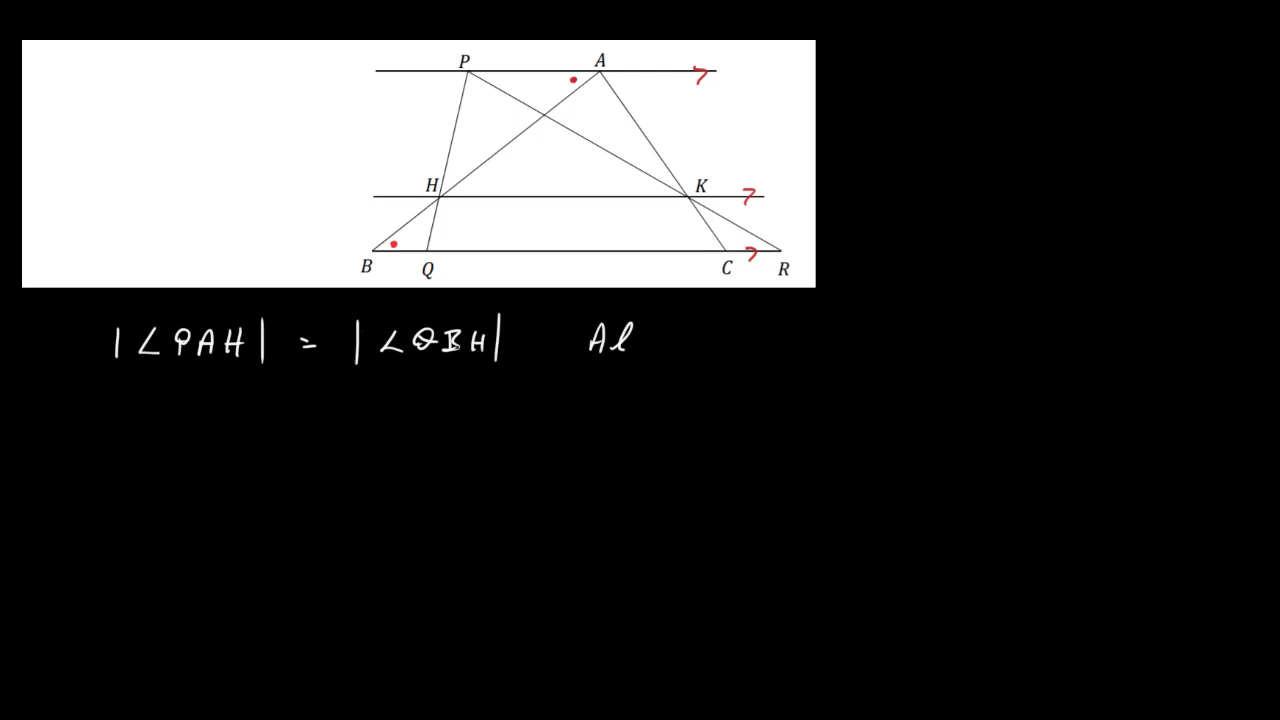 P A
H K
B Q C R
|∠PAH| = |∠QBH| Al